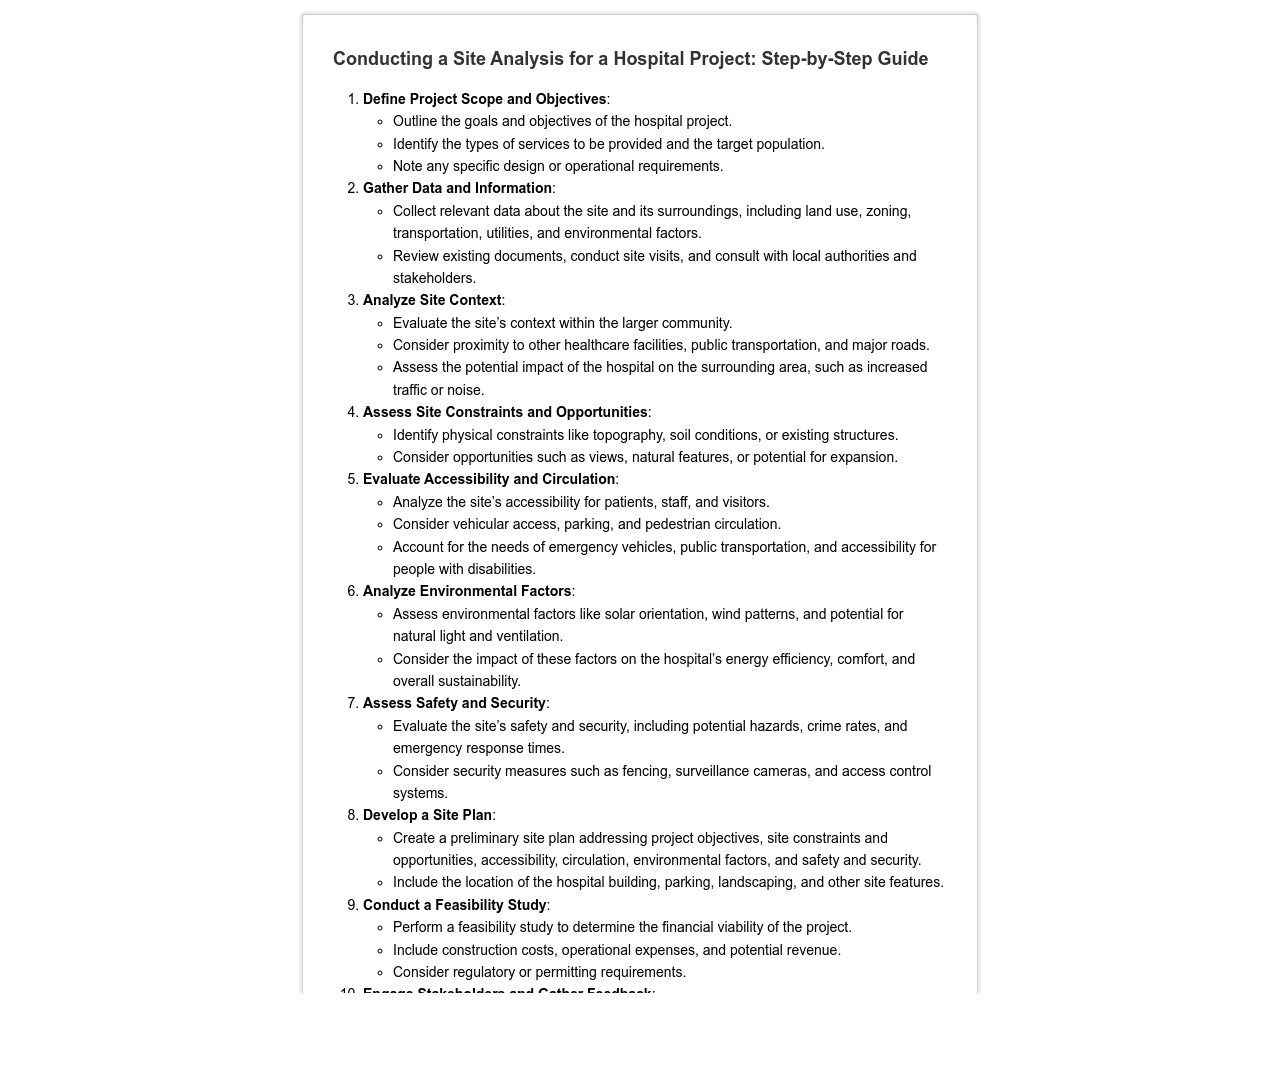 Conducting a Site Analysis for a Hospital Project: Step-by-Step Guide
1. Define Project Scope and Objectives:
◦ Outline the goals and objectives of the hospital project.
◦ Identify the types of services to be provided and the target population.
◦ Note any specific design or operational requirements.
2. Gather Data and Information:
◦ Collect relevant data about the site and its surroundings, including land use, zoning,
transportation, utilities, and environmental factors.
◦ Review existing documents, conduct site visits, and consult with local authorities and
stakeholders.
3. Analyze Site Context:
◦ Evaluate the site’s context within the larger community.
◦ Consider proximity to other healthcare facilities, public transportation, and major roads.
◦ Assess the potential impact of the hospital on the surrounding area, such as increased
traffic or noise.
4. Assess Site Constraints and Opportunities:
◦ Identify physical constraints like topography, soil conditions, or existing structures.
◦ Consider opportunities such as views, natural features, or potential for expansion.
5. Evaluate Accessibility and Circulation:
◦ Analyze the site’s accessibility for patients, staff, and visitors.
◦ Consider vehicular access, parking, and pedestrian circulation.
◦ Account for the needs of emergency vehicles, public transportation, and accessibility for
people with disabilities.
6. Analyze Environmental Factors:
◦ Assess environmental factors like solar orientation, wind patterns, and potential for
natural light and ventilation.
◦ Consider the impact of these factors on the hospital’s energy efficiency, comfort, and
overall sustainability.
7. Assess Safety and Security:
◦ Evaluate the site’s safety and security, including potential hazards, crime rates, and
emergency response times.
◦ Consider security measures such as fencing, surveillance cameras, and access control
systems.
8. Develop a Site Plan:
◦ Create a preliminary site plan addressing project objectives, site constraints and
opportunities, accessibility, circulation, environmental factors, and safety and security.
◦ Include the location of the hospital building, parking, landscaping, and other site features.
9. Conduct a Feasibility Study:
◦ Perform a feasibility study to determine the financial viability of the project.
◦ Include construction costs, operational expenses, and potential revenue.
◦ Consider regulatory or permitting requirements.
10. Engage Stakeholders and Gather Feedback: